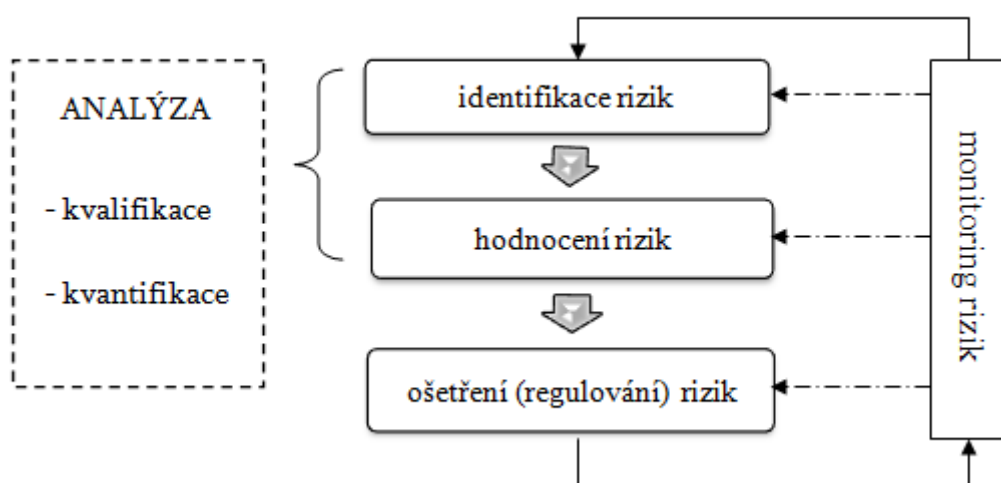 ANALÝZA
- kvalifikace
- kvantifikace
identifikace rizik
hodnocení rizik
ošetření (regulování) rizik
monitoring rizik